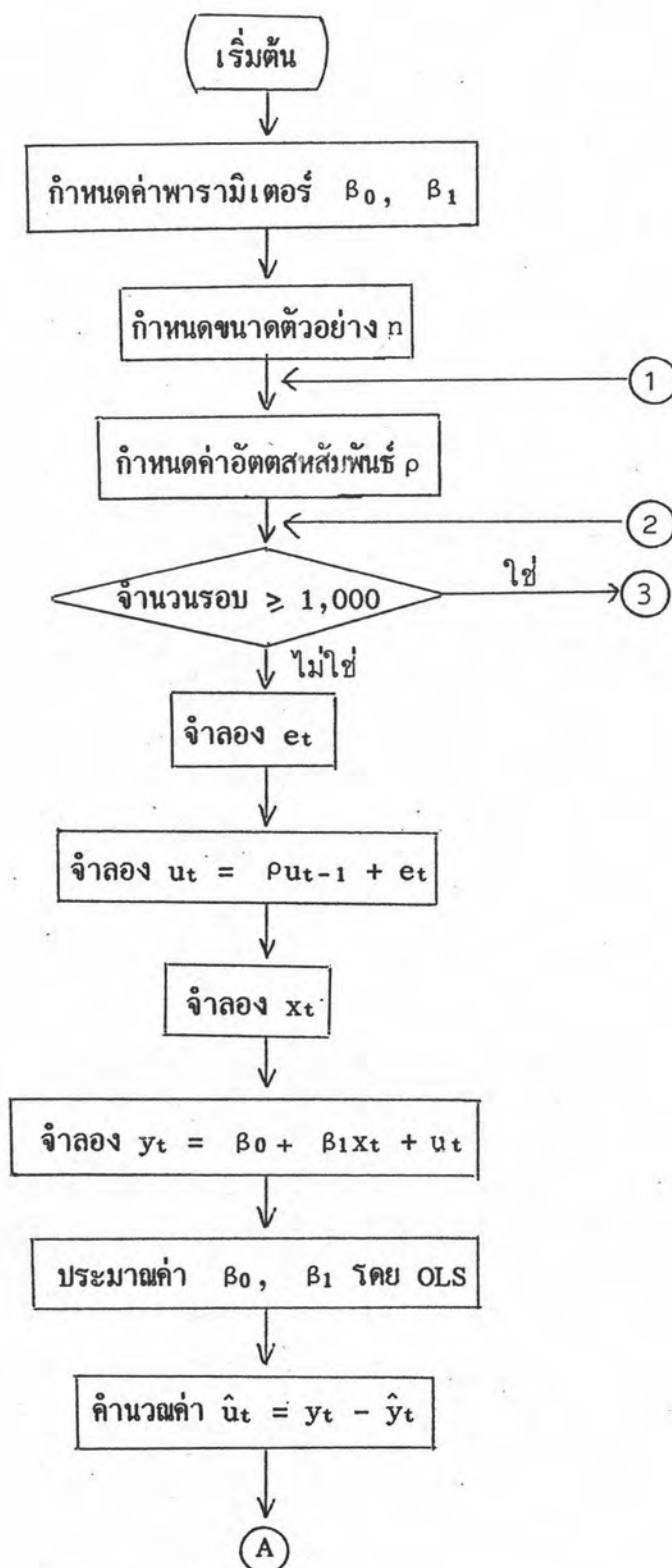 เริ่มต้น
กำหนดค่าพารามิเตอร์ β₀, β₁
กำหนดขนาดตัวอย่าง n
1
กำหนดค่าอัตตสหสัมพันธ์ ρ
2
จำนวนรอบ ≥ 1,000
ใช่
3
ไม่ใช่
จำลอง eₜ
จำลอง uₜ = ρuₜ₋₁ + eₜ
จำลอง xₜ
จำลอง yₜ = β₀ + β₁xₜ + uₜ
ประมาณค่า β₀, β₁ โดย OLS
คำนวณค่า ûₜ = yₜ - ŷₜ
A